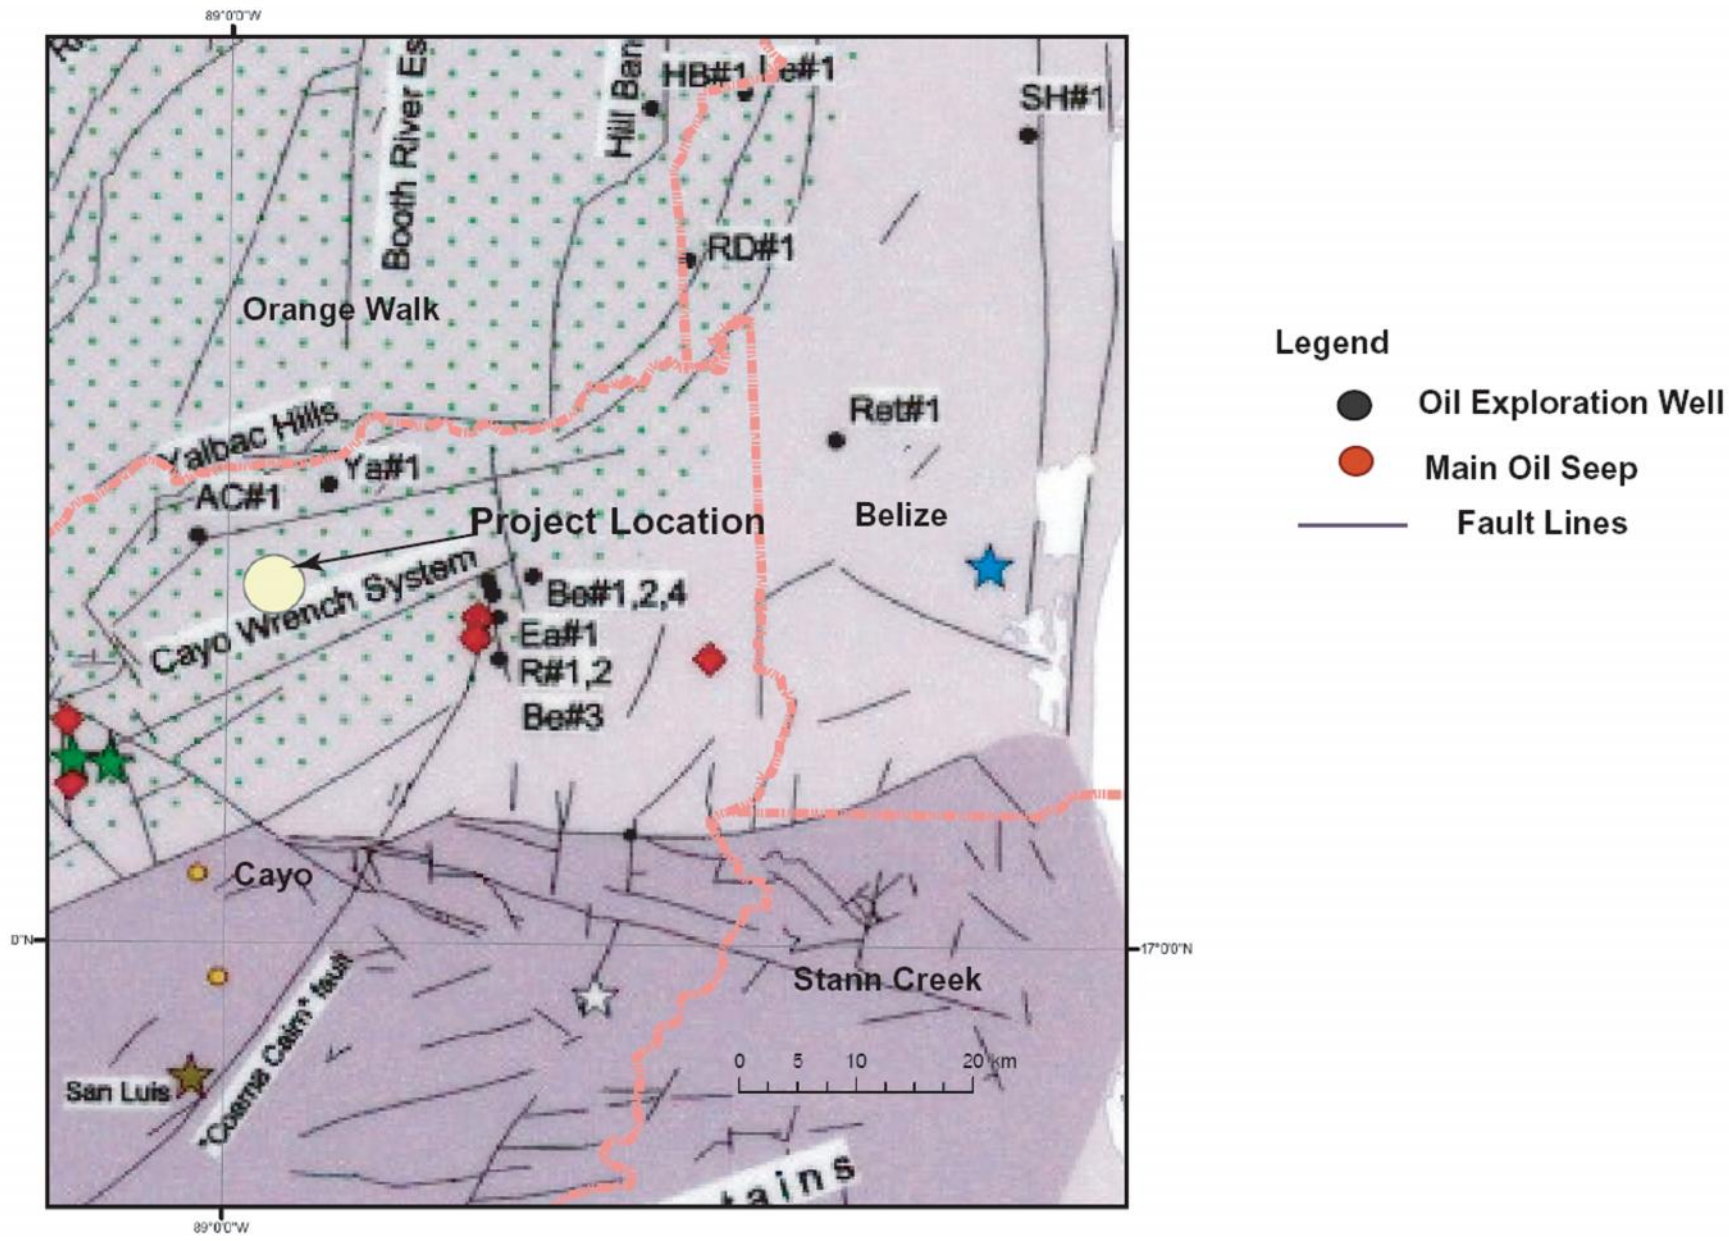 89°0'0"W
Booth River Es
Hill Ban
HB#1
e#1
SH#1
RD#1
Orange Walk
Yalbac Hills
Ya#1
AC#1
Ret#1
Project Location
Belize
Cayo Wrench System
Be#1,2,4
Ea#1
R#1,2
Be#3
Cayo
0"N
17°0'0"N
Stann Creek
0 5 10 20 km
San Luis
fault
tains
89°0'0"W
Legend
Oil Exploration Well
Main Oil Seep
Fault Lines